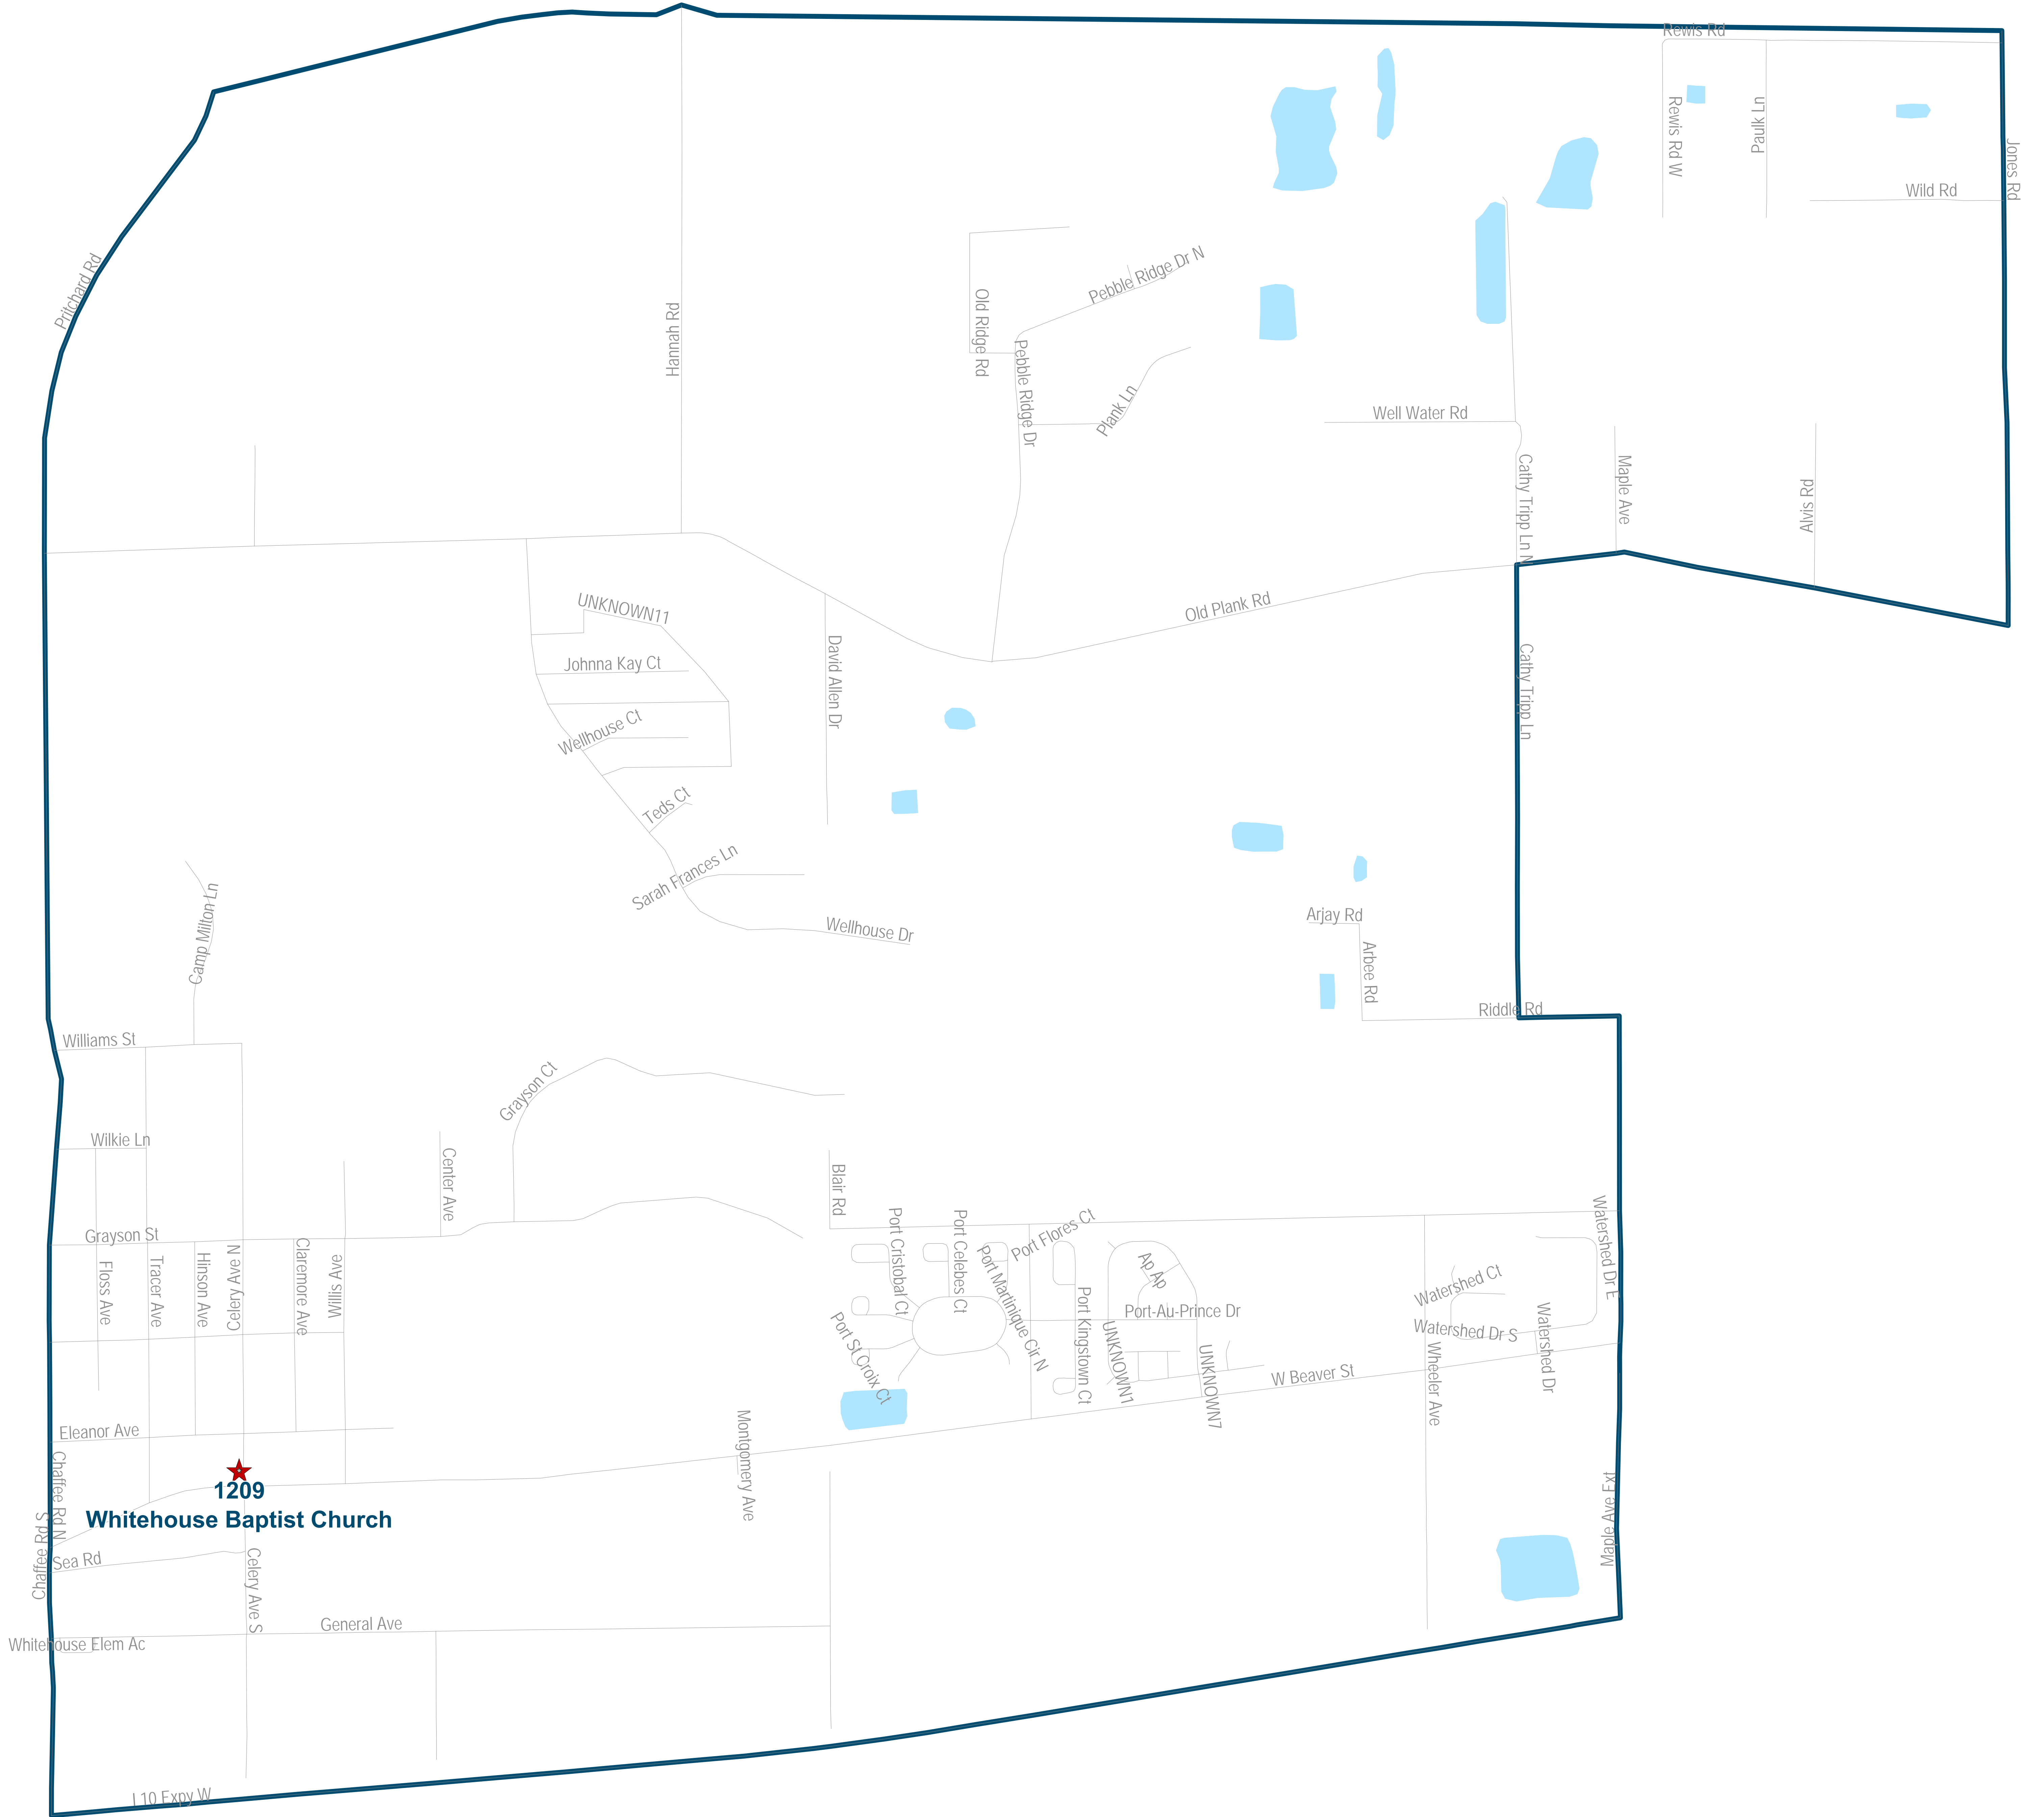 Rewis Rd
Rewis Rd W
Paulk Ln
Jones Rd
Wild Rd
Pritchard Rd
Hannah Rd
Old Ridge Rd
Pebble Ridge Dr N
Pebble Ridge Dr
Plank Ln
Well Water Rd
Cathy Tripp Ln N
Maple Ave
Alvis Rd
UNKNOWN11
Old Plank Rd
Johnna Kay Ct
David Allen Dr
Cathy Tripp Ln
Wellhouse Ct
Teds Ct
Sarah Frances Ln
Camp Milton Ln
Wellhouse Dr
Arjay Rd
Arbee Rd
Riddle Rd
Williams St
Grayson Ct
Wilkie Ln
Center Ave
Blair Rd
Grayson St
Port Cristobal Ct
Port Celebes Ct
Port Flores Ct
Watershed Dr E
Floss Ave
Tracer Ave
Hinson Ave
Celery Ave N
Claremore Ave
Willis Ave
Port Martinique Cir N
Ap Ap
Port Kingstown Ct
Port-Au-Prince Dr
Watershed Ct
Port St Croix Ct
UNKNOWN1
UNKNOWN7
Watershed Dr S
Watershed Dr
Wheeler Ave
W Beaver St
Eleanor Ave
Montgomery Ave
Chaffee Rd N
1209
Whitehouse Baptist Church
Chaffee Rd S
Sea Rd
Celery Ave S
Made Ave Ext
General Ave
Whitehouse Elem Ac
I 10 Expy W